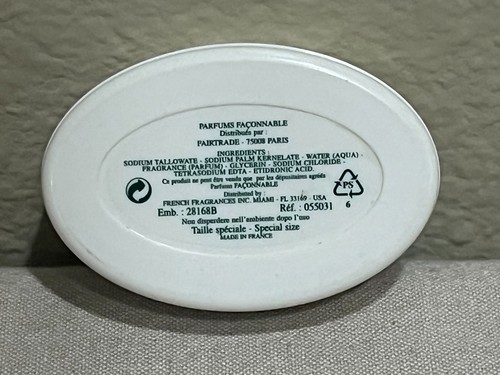 PARFUMS FAÇONNABLE
Distribués par :
FAIRTRADE - 75008 PARIS
INGREDIENTS :
SODIUM TALLOWATE - SODIUM PALM KERNELATE - WATER (AQUA) -
FRAGRANCE (PARFUM) - GLYCERIN - SODIUM CHLORIDE -
TETRASODIUM EDTA - ETIDRONIC ACID.
Ce produit ne peut être vendu que par les dépositaires agréés
Parfums FAÇONNABLE
Distributed by :
FRENCH FRAGRANCES INC. MIAMI - FL 33169 - USA
Emb. : 28168B Réf. : 055031
PS
6
Non disperdere nell'ambiente dopo l'uso
Taille spéciale - Special size
MADE IN FRANCE